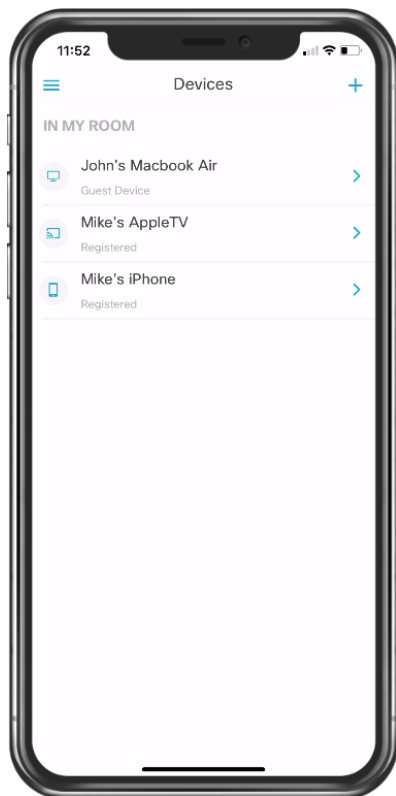 11:52
Devices
IN MY ROOM
John's Macbook Air
Guest Device
Mike's AppleTV
Registered
Mike's iPhone
Registered